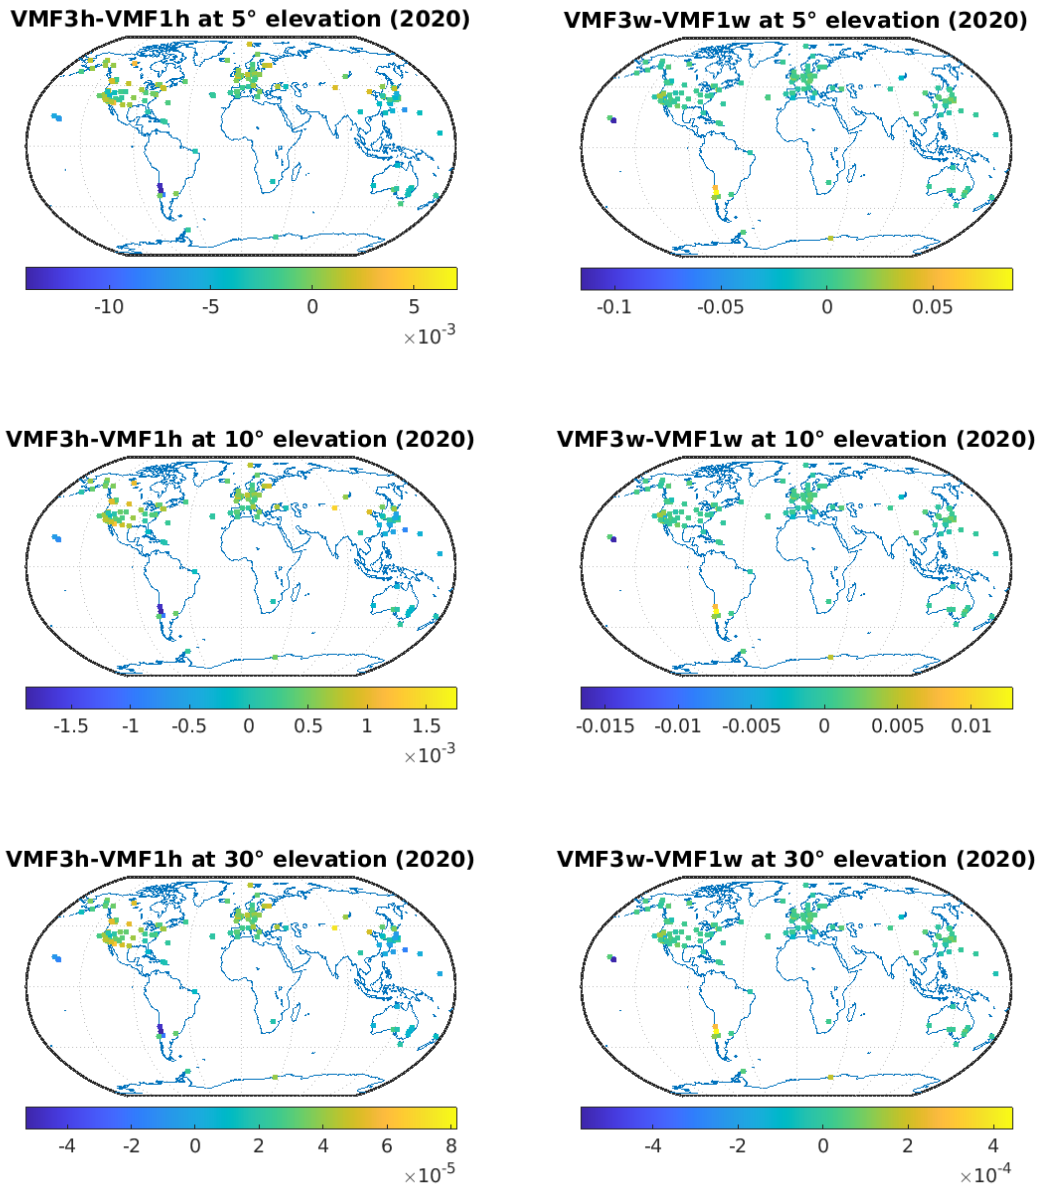 VMF3h-VMF1h at 5° elevation (2020)
VMF3w-VMF1w at 5° elevation (2020)
-10 -5 0 5
×10-3
-0.1 -0.05 0 0.05
VMF3h-VMF1h at 10° elevation (2020)
VMF3w-VMF1w at 10° elevation (2020)
-1.5 -1 -0.5 0 0.5 1 1.5
×10-3
-0.015 -0.01 -0.005 0 0.005 0.01
VMF3h-VMF1h at 30° elevation (2020)
VMF3w-VMF1w at 30° elevation (2020)
-4 -2 0 2 4 6 8
×10-5
-4 -2 0 2 4
×10-4